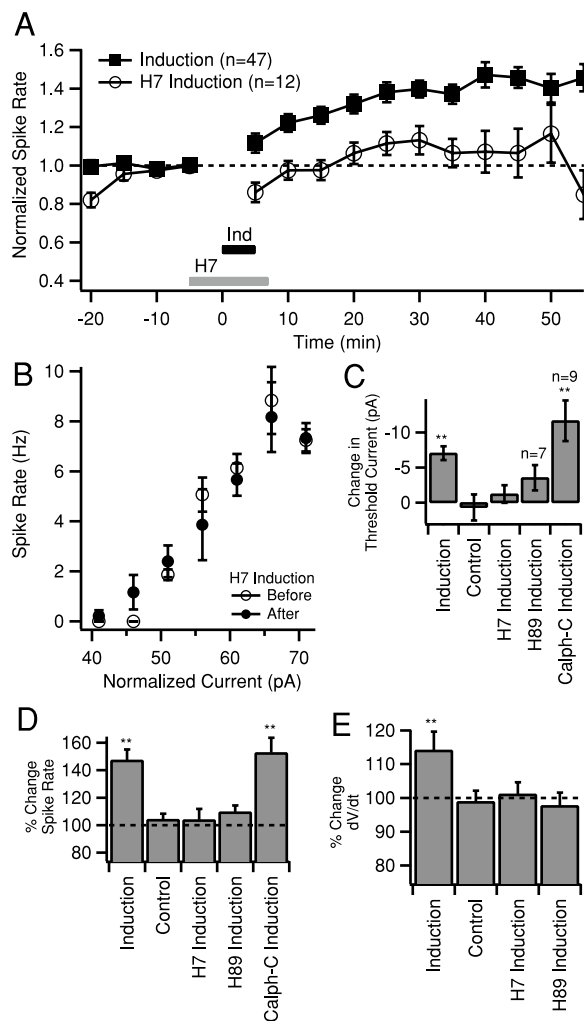 A
Normalized Spike Rate
1.6
1.4
1.2
1.0
0.8
0.6
0.4
Induction (n=47)
H7 Induction (n=12)
Ind
H7
-20
-10
0
10
20
30
40
50
Time (min)
B
Spike Rate (Hz)
10
8
6
4
2
0
H7 Induction
Before
After
40
50
60
70
Normalized Current (pA)
C
Change in
Threshold Current (pA)
-10
-5
0
**
n=7
n=9
**
Induction
Control
H7 Induction
H89 Induction
Calph-C Induction
D
% Change
Spike Rate
160
140
120
100
80
**
**
Induction
Control
H7 Induction
H89 Induction
Calph-C Induction
E
% Change
dV/dt
120
110
100
90
80
**
Induction
Control
H7 Induction
H89 Induction